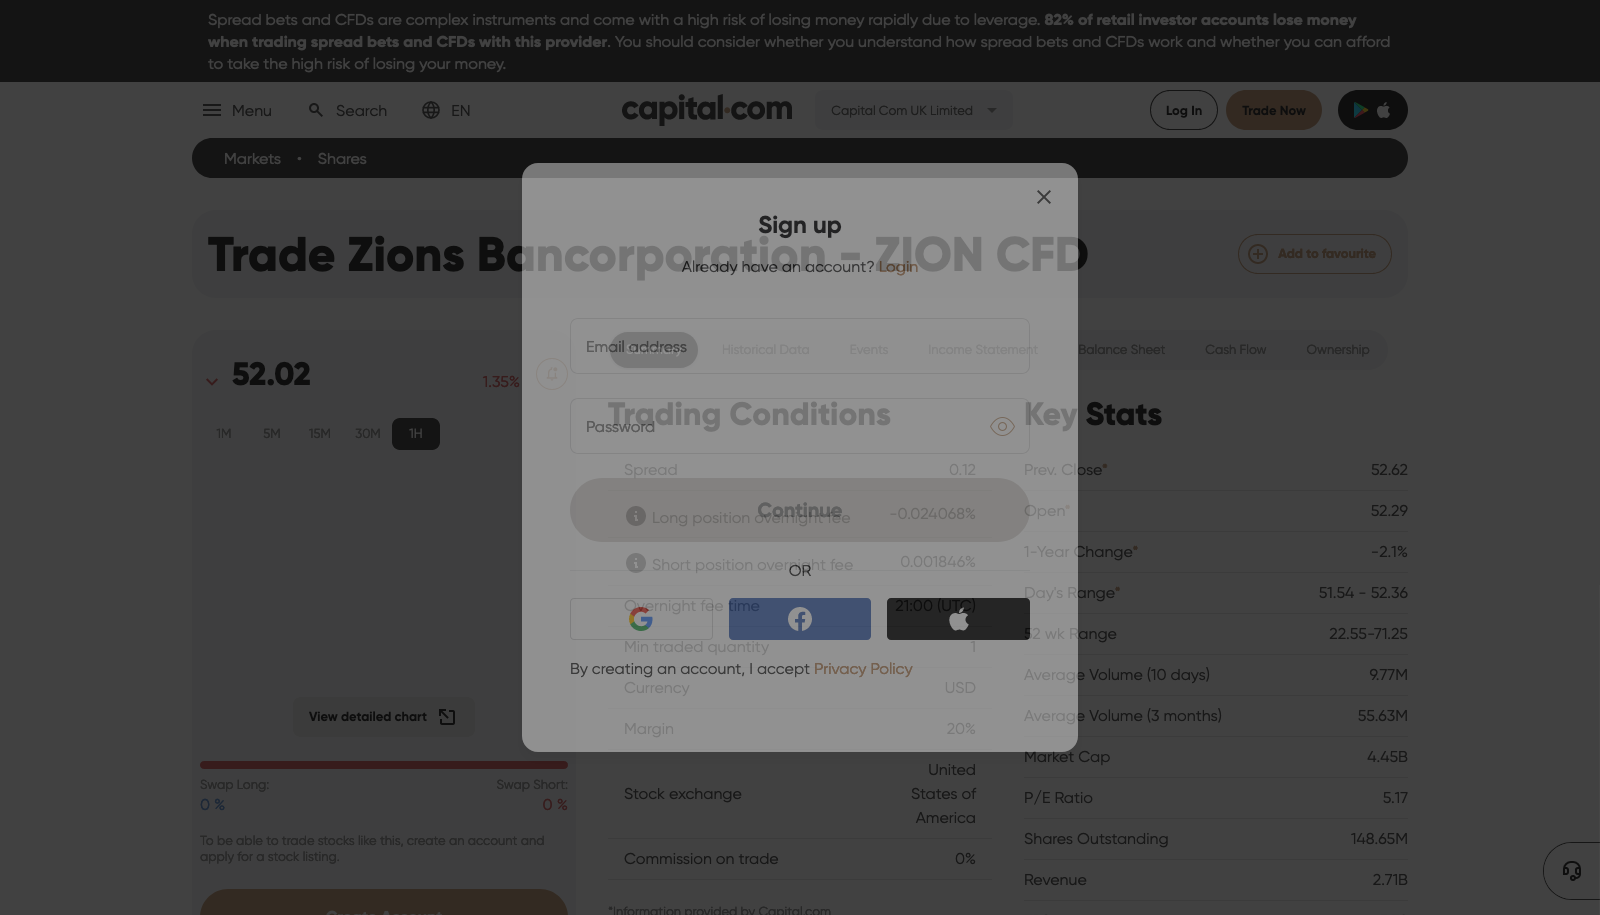 Spread bets and CFDs are complex instruments and come with a high risk of losing money rapidly due to leverage. 82% of retail investor accounts lose money
when trading spread bets and CFDs with this provider. You should consider whether you understand how spread bets and CFDs work and whether you can afford
to take the high risk of losing your money.
Menu Search EN capital.com Capital Com UK Limited Log In Trade Now
Markets • Shares
Trade Zions Bancorporation - ZION CFD
Add to favourite
Sign up
Already have an account? Login
Email address
Password
Continue
OR
By creating an account, I accept Privacy Policy
52.02
1.35%
1M 5M 15M 30M 1H
View detailed chart
Swap Long: Swap Short:
0 % 0 %
To be able to trade stocks like this, create an account and
apply for a stock listing.
Create Account
Historical Data Events Income Statement Balance Sheet Cash Flow Ownership
Trading Conditions
Spread 0.12
Long position overnight fee -0.024068%
Short position overnight fee 0.001846%
Overnight fee time 21:00 (UTC)
Min traded quantity 1
Currency USD
Margin 20%
Stock exchange United
States of
America
Commission on trade 0%
*Information provided by Capital.com
Key Stats
Prev. Close* 52.62
Open* 52.29
1-Year Change* -2.1%
Day's Range* 51.54 - 52.36
52 wk Range 22.55-71.25
Average Volume (10 days) 9.77M
Average Volume (3 months) 55.63M
Market Cap 4.45B
P/E Ratio 5.17
Shares Outstanding 148.65M
Revenue 2.71B